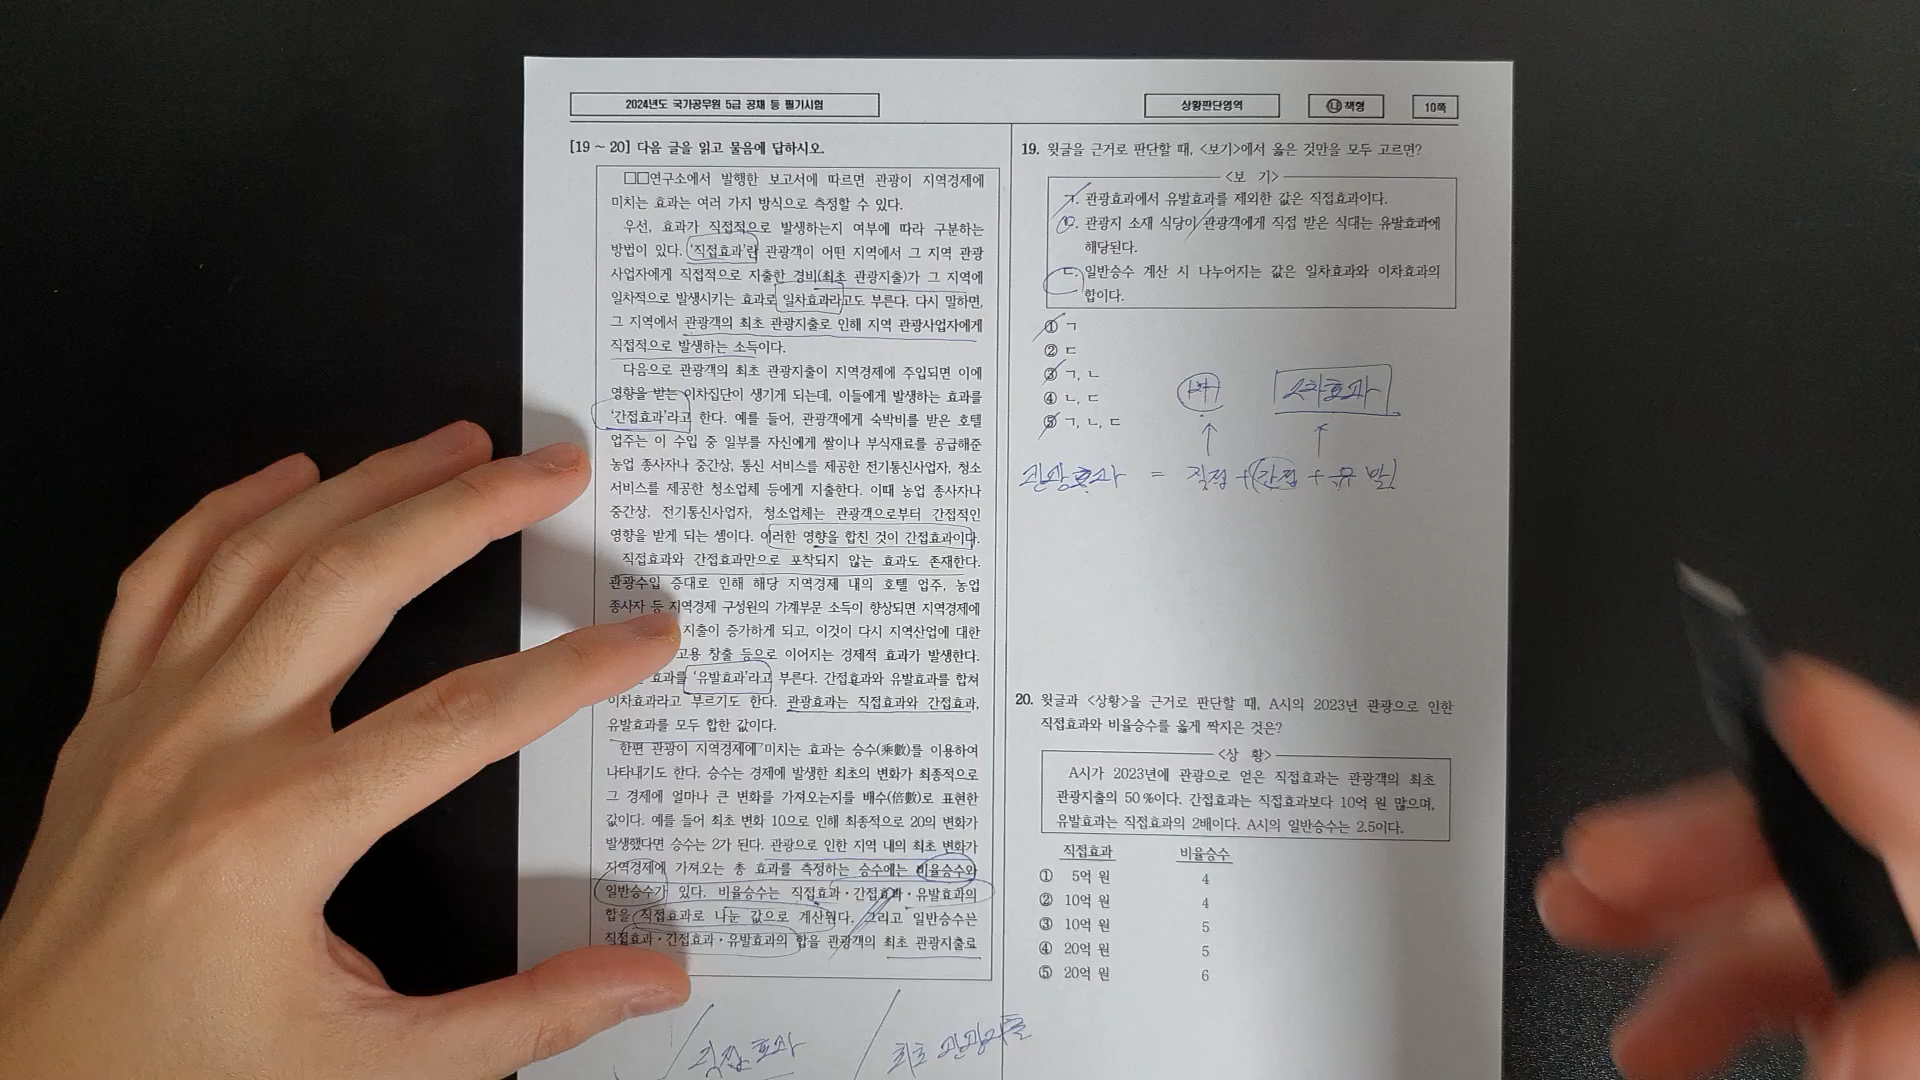 2024년도 국가공무원 5급 공채 등 필기시험
상황판단영역
㉯ 책형
10쪽
[19 ~ 20] 다음 글을 읽고 물음에 답하시오.
□□연구소에서 발행한 보고서에 따르면 관광이 지역경제에
미치는 효과는 여러 가지 방식으로 측정할 수 있다.
우선, 효과가 직접적으로 발생하는지 여부에 따라 구분하는
방법이 있다. ‘직접효과’란 관광객이 어떤 지역에서 그 지역 관광
사업자에게 직접적으로 지출한 경비(최초 관광지출)가 그 지역에
일차적으로 발생시키는 효과로 일차효과라고도 부른다. 다시 말하면,
그 지역에서 관광객의 최초 관광지출로 인해 지역 관광사업자에게
직접적으로 발생하는 소득이다.
다음으로 관광객의 최초 관광지출이 지역경제에 주입되면 이에
영향을 받는 이차집단이 생기게 되는데, 이들에게 발생하는 효과를
‘간접효과’라고 한다. 예를 들어, 관광객에게 숙박비를 받은 호텔
업주는 이 수입 중 일부를 자신에게 쌀이나 부식재료를 공급해준
농업 종사자나 중간상, 통신 서비스를 제공한 전기통신사업자, 청소
서비스를 제공한 청소업체 등에게 지출한다. 이때 농업 종사자나
중간상, 전기통신사업자, 청소업체는 관광객으로부터 간접적인
영향을 받게 되는 셈이다. 이러한 영향을 합친 것이 간접효과이다.
직접효과와 간접효과만으로 포착되지 않는 효과도 존재한다.
관광수입 증대로 인해 해당 지역경제 내의 호텔 업주, 농업
종사자 등 지역경제 구성원의 가계부문 소득이 향상되면 지역경제에
지출이 증가하게 되고, 이것이 다시 지역산업에 대한
고용 창출 등으로 이어지는 경제적 효과가 발생한다.
효과를 ‘유발효과’라고 부른다. 간접효과와 유발효과를 합쳐
이차효과라고 부르기도 한다. 관광효과는 직접효과와 간접효과,
유발효과를 모두 합한 값이다.
한편 관광이 지역경제에 미치는 효과는 승수(乘數)를 이용하여
나타내기도 한다. 승수는 경제에 발생한 최초의 변화가 최종적으로
그 경제에 얼마나 큰 변화를 가져오는지를 배수(倍數)로 표현한
값이다. 예를 들어 최초 변화 10으로 인해 최종적으로 20의 변화가
발생했다면 승수는 2가 된다. 관광으로 인한 지역 내의 최초 변화가
지역경제에 가져오는 총 효과를 측정하는 승수에는 비율승수와
일반승수가 있다. 비율승수는 직접효과·간접효과·유발효과의
합을 직접효과로 나눈 값으로 계산된다. 그리고 일반승수는
직접효과·간접효과·유발효과의 합을 관광객의 최초 관광지출로
직접효과
최초 관광지출
19. 윗글을 근거로 판단할 때, <보기>에서 옳은 것만을 모두 고르면?
<보 기>
ㄱ. 관광효과에서 유발효과를 제외한 값은 직접효과이다.
ㄴ. 관광지 소재 식당이 관광객에게 직접 받은 식대는 유발효과에
해당된다.
ㄷ. 일반승수 계산 시 나누어지는 값은 일차효과와 이차효과의
합이다.
① ㄱ
② ㄷ
③ ㄱ, ㄴ
④ ㄴ, ㄷ
⑤ ㄱ, ㄴ, ㄷ
2차효과
관광효과 = 직접 + (간접 + 유발)
20. 윗글과 <상황>을 근거로 판단할 때, A시의 2023년 관광으로 인한
직접효과와 비율승수를 옳게 짝지은 것은?
<상 황>
A시가 2023년에 관광으로 얻은 직접효과는 관광객의 최초
관광지출의 50 %이다. 간접효과는 직접효과보다 10억 원 많으며,
유발효과는 직접효과의 2배이다. A시의 일반승수는 2.5이다.
직접효과 비율승수
① 5억 원 4
② 10억 원 4
③ 10억 원 5
④ 20억 원 5
⑤ 20억 원 6